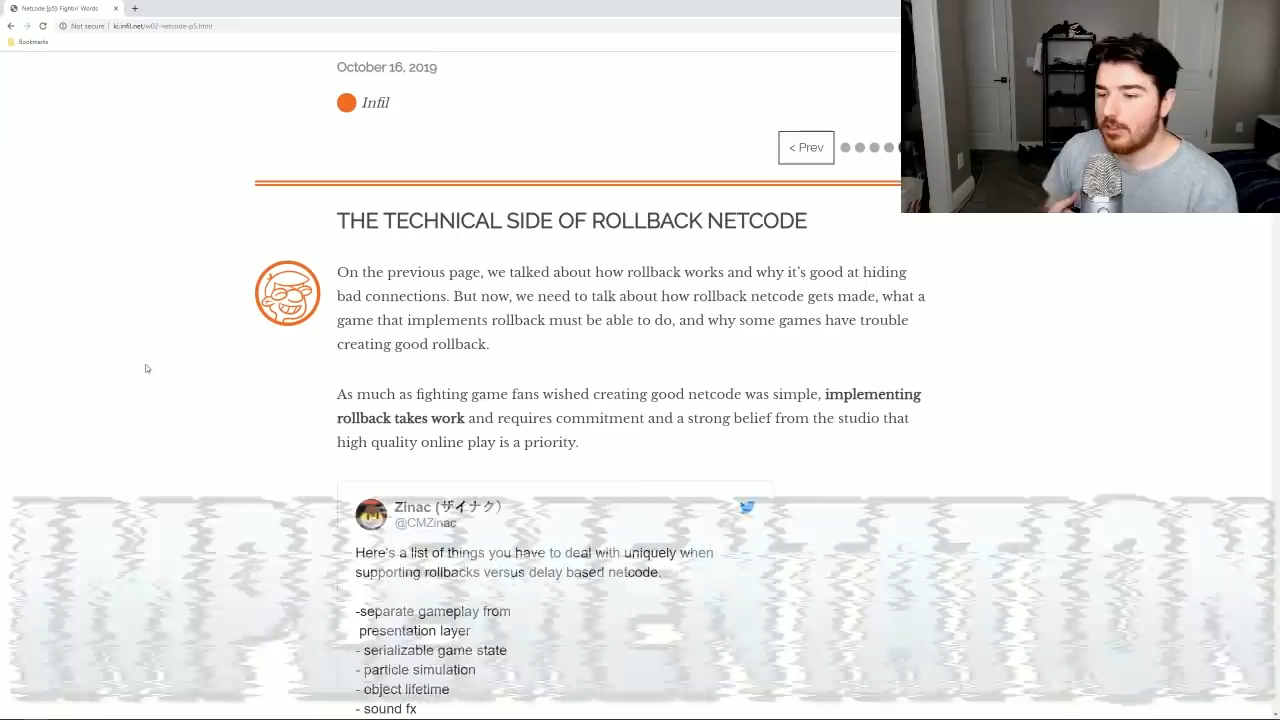 Netcode [p5]: Fightin' Words
Not secure
ki.infil.net/w02-netcode-p5.html
Bookmarks
October 16, 2019
Infil
< Prev
THE TECHNICAL SIDE OF ROLLBACK NETCODE
On the previous page, we talked about how rollback works and why it's good at hiding
bad connections. But now, we need to talk about how rollback netcode gets made, what a
game that implements rollback must be able to do, and why some games have trouble
creating good rollback.
As much as fighting game fans wished creating good netcode was simple, implementing
rollback takes work and requires commitment and a strong belief from the studio that
high quality online play is a priority.
Zinac (ザイナク)
@CMZinac
Here's a list of things you have to deal with uniquely when
supporting rollbacks versus delay based netcode.
-separate gameplay from
presentation layer
- serializable game state
- particle simulation
- object lifetime
- sound fx